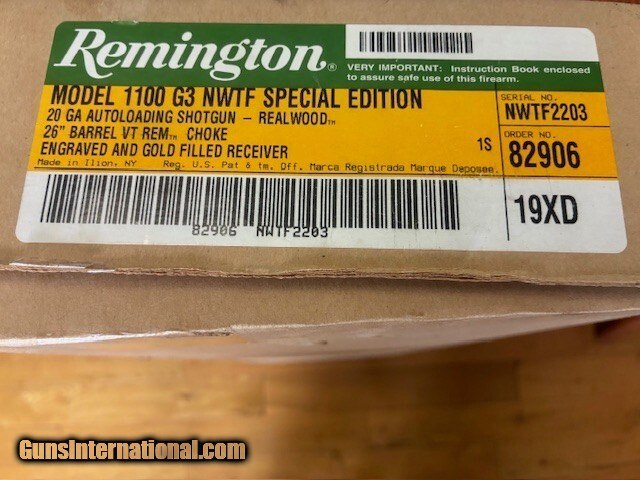 Remington®
VERY IMPORTANT: Instruction Book enclosed
to assure safe use of this firearm.
MODEL 1100 G3 NWTF SPECIAL EDITION
20 GA AUTOLOADING SHOTGUN - REALWOOD™
26" BARREL VT REM™ CHOKE
ENGRAVED AND GOLD FILLED RECEIVER
1S
SERIAL NO.
NWTF2203
ORDER NO.
82906
Made in Ilion, NY Reg. U.S. Pat & tm. Off. Marca Registrada Marque Deposee.
82906 NWTF2203
19XD
GunsInternational.com